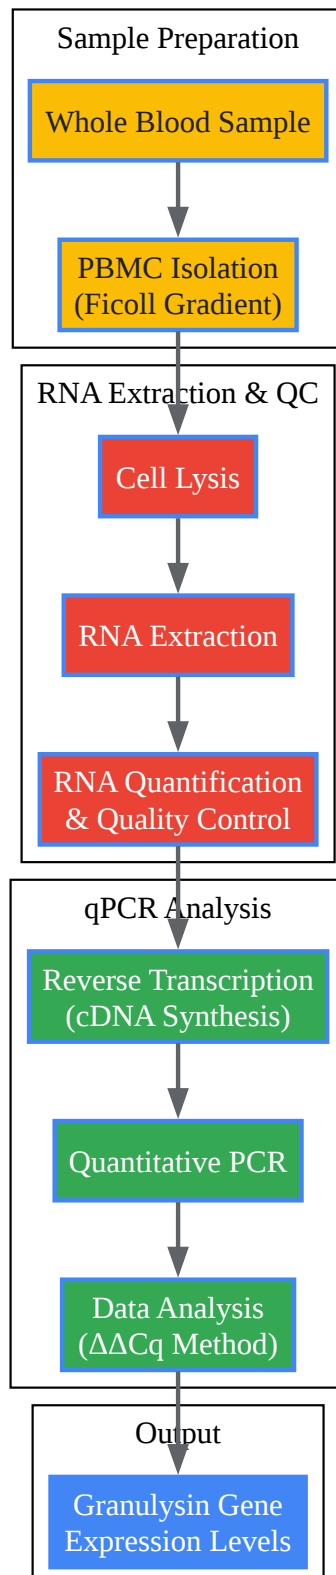 Sample Preparation
Whole Blood Sample
PBMC Isolation
(Ficoll Gradient)
RNA Extraction & QC
Cell Lysis
RNA Extraction
RNA Quantification
& Quality Control
qPCR Analysis
Reverse Transcription
(cDNA Synthesis)
Quantitative PCR
Data Analysis
(ΔΔCq Method)
Output
Granulysin Gene
Expression Levels